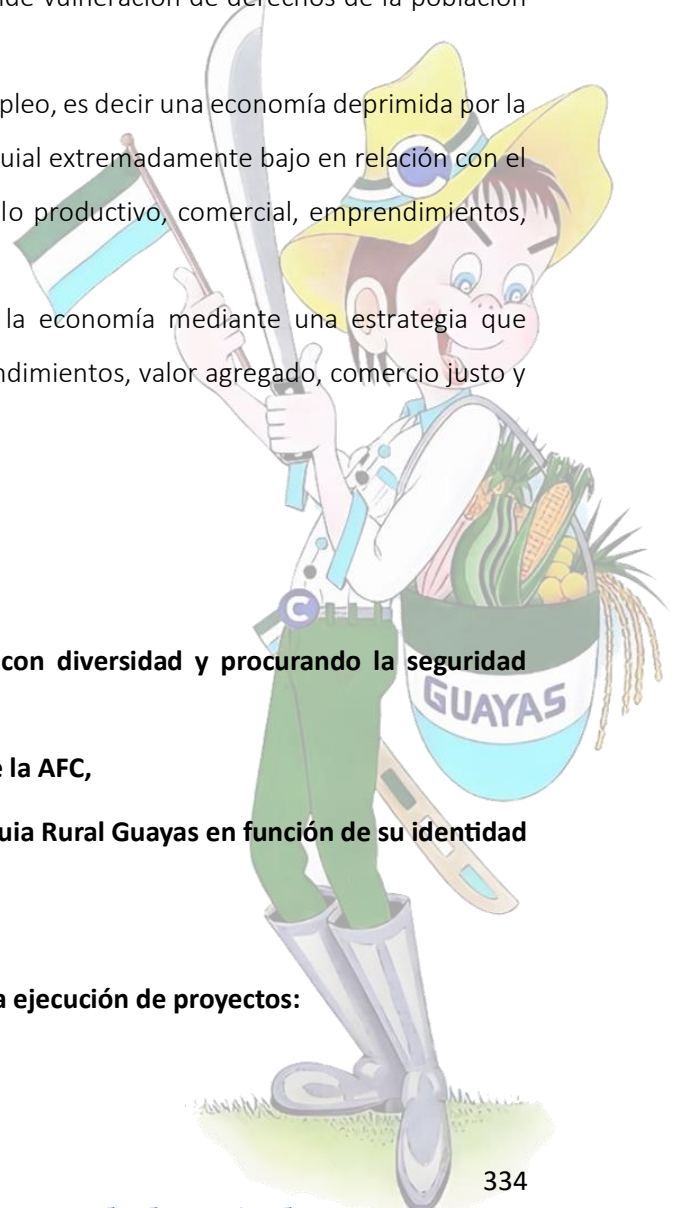 de vulneración de derechos de la población
pleo, es decir una economía deprimida por la
uial extremadamente bajo en relación con el
lo productivo, comercial, emprendimientos,
la economía mediante una estrategia que
ndimientos, valor agregado, comercio justo y
C
con diversidad y procurando la seguridad
GUAYAS
e la AFC,
uia Rural Guayas en función de su identidad
a ejecución de proyectos:
334